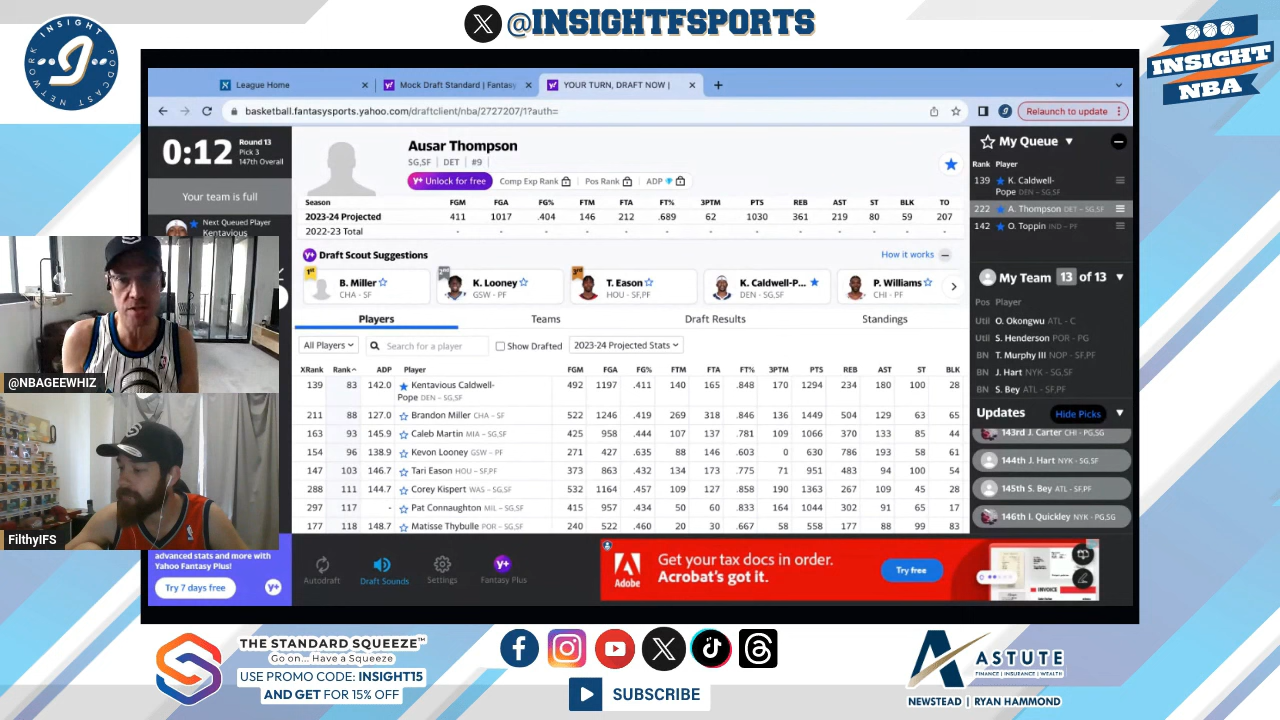 @INSIGHTFSPORTS
INSIGHT
PODCAST NETWORK
INSIGHT
NBA
League Home
Mock Draft Standard | Fantasy
YOUR TURN, DRAFT NOW |
basketball.fantasysports.yahoo.com/draftclient/nba/2727207/1?auth=
Relaunch to update
0:12
Round 13
Pick 3
147th Overall
Your team is full
Next Queued Player
Kentavious
Ausar Thompson
SG,SF | DET | #9
Y+ Unlock for free
Comp Exp Rank
Pos Rank
ADP
Season FGM FGA FG% FTM FTA FT% 3PTM PTS REB AST ST BLK TO
2023-24 Projected 411 1017 .404 146 212 .689 62 1030 361 219 80 59 207
2022-23 Total - - - - - - - - - - - - -
Draft Scout Suggestions
How it works
1st B. Miller
CHA - SF
2nd K. Looney
GSW - PF
3rd T. Eason
HOU - SF,PF
K. Caldwell-P...
DEN - SG,SF
P. Williams
CHI - PF
Players Teams Draft Results Standings
All Players
Search for a player
Show Drafted
2023-24 Projected Stats
XRank Rank ADP Player FGM FGA FG% FTM FTA FT% 3PTM PTS REB AST ST BLK
139 83 142.0 Kentavious Caldwell-Pope DEN - SG,SF 492 1197 .411 140 165 .848 170 1294 234 180 100 28
211 88 127.0 Brandon Miller CHA - SF 522 1246 .419 269 318 .846 136 1449 504 129 63 65
163 93 145.9 Caleb Martin MIA - SG,SF 425 958 .444 107 137 .781 109 1066 370 133 85 44
154 96 138.9 Kevon Looney GSW - PF 271 427 .635 88 146 .603 0 630 786 193 58 61
147 103 146.7 Tari Eason HOU - SF,PF 373 863 .432 134 173 .775 71 951 483 94 100 54
288 111 144.7 Corey Kispert WAS - SG,SF 532 1164 .457 109 127 .858 190 1363 267 109 45 28
297 117 - Pat Connaughton MIL - SG,SF 415 957 .434 50 60 .833 164 1044 302 91 65 17
177 118 148.7 Matisse Thybulle POR - SG,SF 240 522 .460 20 30 .667 58 558 177 88 99 83
My Queue
Rank Player
139 K. Caldwell-
Pope DEN - SG,SF
222 A. Thompson DET - SG,SF
142 O. Toppin IND - PF
My Team 13 of 13
Pos Player
Util O. Okongwu ATL - C
Util S. Henderson POR - PG
BN T. Murphy III NOP - SF,PF
BN J. Hart NYK - SG,SF
BN S. Bey ATL - SF,PF
Updates
Hide Picks
143rd J. Carter CHI - PG,SG
144th J. Hart NYK - SG,SF
145th S. Bey ATL - SF,PF
146th I. Quickley NYK - PG,SG
@NBAGEEWHIZ
FilthyIFS
advanced stats and more with
Yahoo Fantasy Plus!
Try 7 days free
Y+
Autodraft
Draft Sounds
Settings
Fantasy Plus
Adobe
Get your tax docs in order.
Acrobat's got it.
Try free
INVOICE
THE STANDARD SQUEEZE™
Go on... Have a Squeeze
USE PROMO CODE: INSIGHT15
AND GET FOR 15% OFF
SUBSCRIBE
ASTUTE
FINANCE | INSURANCE | WEALTH
NEWSTEAD | RYAN HAMMOND